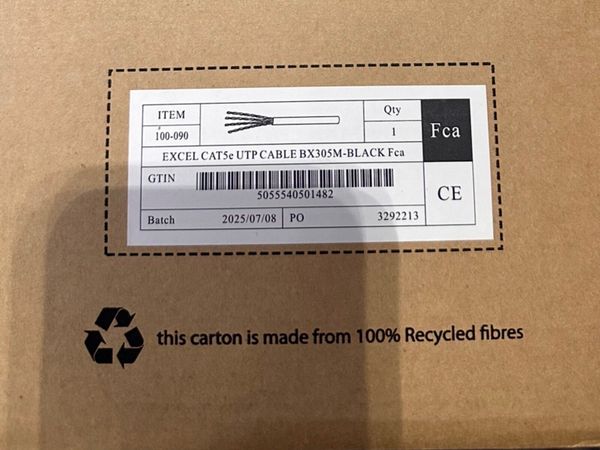 ITEM
Qty
100-090
1
Fca
EXCEL CAT5e UTP CABLE BX305M-BLACK Fca
GTIN
5055540501482
CE
Batch 2025/07/08 PO 3292213
this carton is made from 100% Recycled fibres